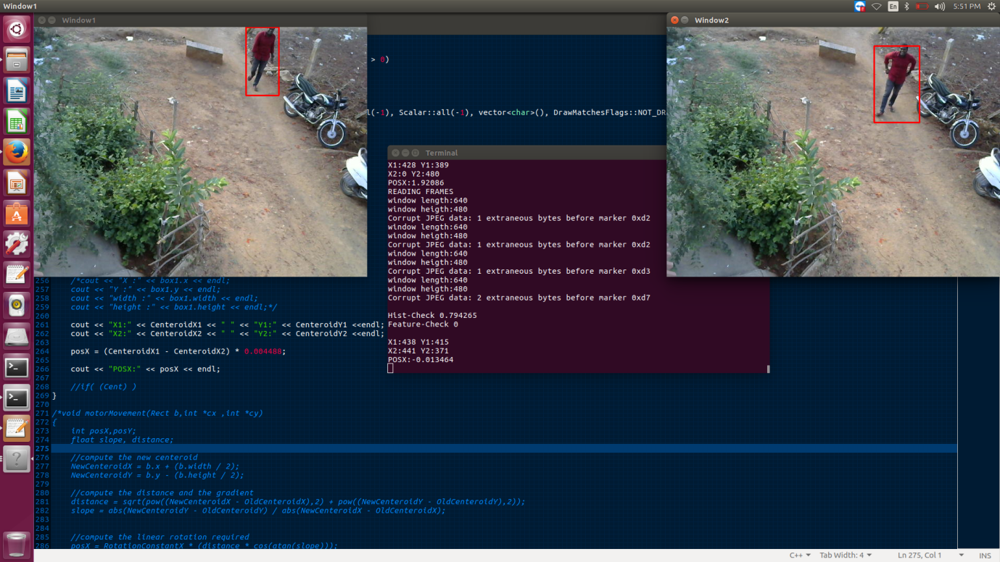 Window1
En
5:51 PM
Window1
Window2
> 0)
l(-1), Scalar::all(-1), vector<char>(), DrawMatchesFlags::NOT_DR
Terminal
X1:428 Y1:389
X2:0 Y2:480
POSX:1.92086
READING FRAMES
window length:640
window heigth:480
Corrupt JPEG data: 1 extraneous bytes before marker 0xd2
window length:640
window heigth:480
Corrupt JPEG data: 1 extraneous bytes before marker 0xd2
window length:640
window heigth:480
Corrupt JPEG data: 1 extraneous bytes before marker 0xd3
window length:640
window heigth:480
Corrupt JPEG data: 2 extraneous bytes before marker 0xd7
Hist-Check 0.794265
Feature-Check 0
X1:438 Y1:415
X2:441 Y2:371
POSX:-0.013464
256 /*cout << "X :" << box1.x << endl;
257 cout << "Y :" << box1.y << endl;
258 cout << "width :" << box1.width << endl;
259 cout << "height :" << box1.height << endl;*/
260
261 cout << "X1:" << CenteroidX1 << " " << "Y1:" << CenteroidY1 <<endl;
262 cout << "X2:" << CenteroidX2 << " " << "Y2:" << CenteroidY2 <<endl;
263
264 posX = (CenteroidX1 - CenteroidX2) * 0.004488;
265
266 cout << "POSX:" << posX << endl;
267
268 //if( (Cent) )
269 }
270
271 /*void motorMovement(Rect b,int *cx ,int *cy)
272 {
273 int posX,posY;
274 float slope, distance;
275
276 //compute the new centeroid
277 NewCenteroidX = b.x + (b.width / 2);
278 NewCenteroidY = b.y - (b.height / 2);
279
280 //compute the distance and the gradient
281 distance = sqrt(pow((NewCenteroidX - OldCenteroidX),2) + pow((NewCenteroidY - OldCenteroidY),2));
282 slope = abs(NewCenteroidY - OldCenteroidY) / abs(NewCenteroidX - OldCenteroidX);
283
284
285 //compute the linear rotation required
286 posX = RotationConstantX * (distance * cos(atan(slope)));
C++
Tab Width: 4
Ln 275, Col 1
INS